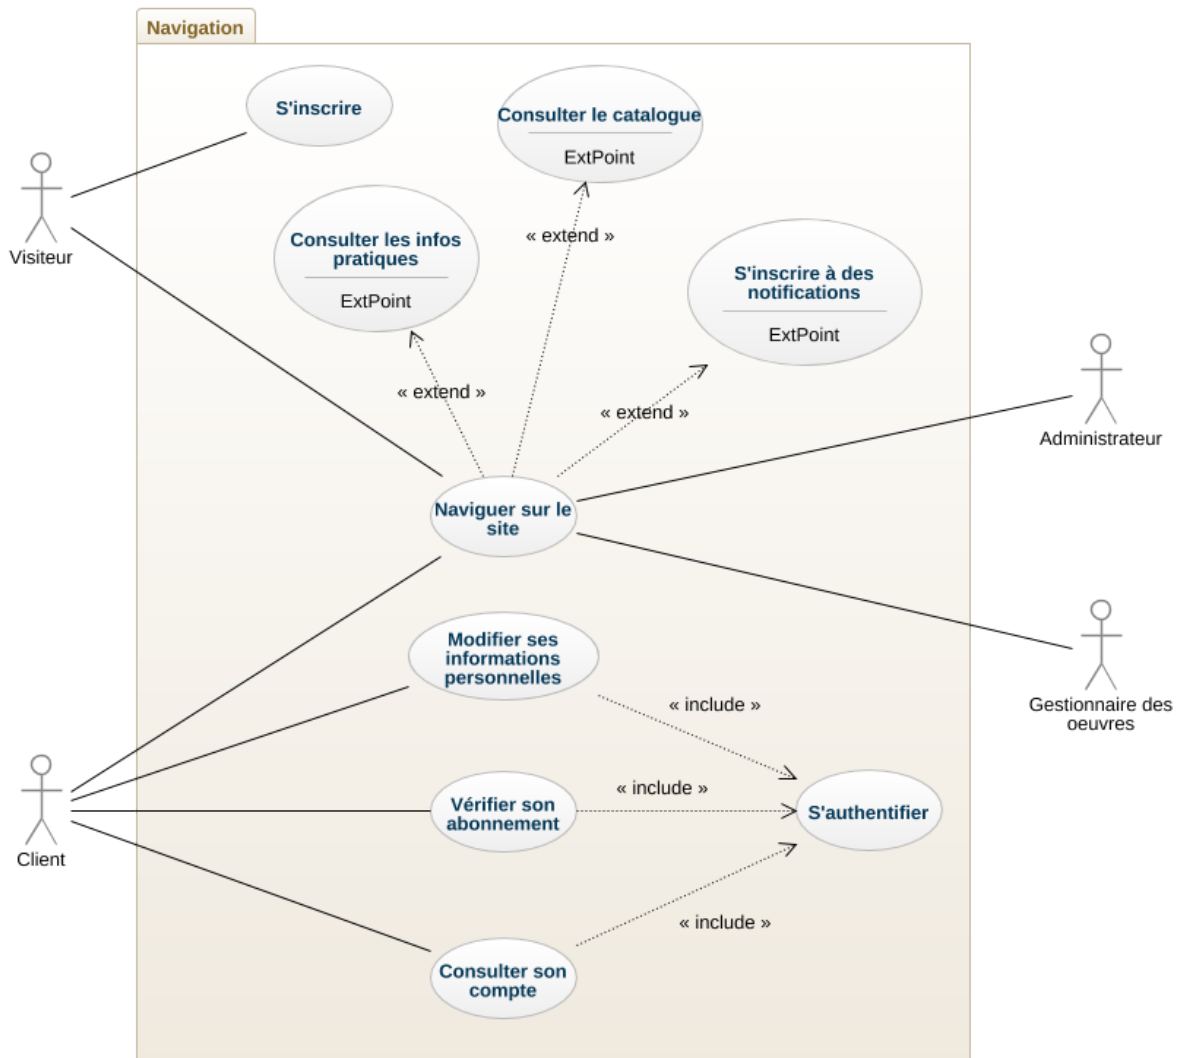 Navigation
S'inscrire
Consulter le catalogue
ExtPoint
Visiteur
« extend »
Consulter les infos
pratiques
ExtPoint
S'inscrire à des
notifications
ExtPoint
« extend »
« extend »
Administrateur
Naviguer sur le
site
Modifier ses
informations
personnelles
« include »
Gestionnaire des
oeuvres
« include »
Vérifier son
abonnement
S'authentifier
Client
« include »
Consulter son
compte